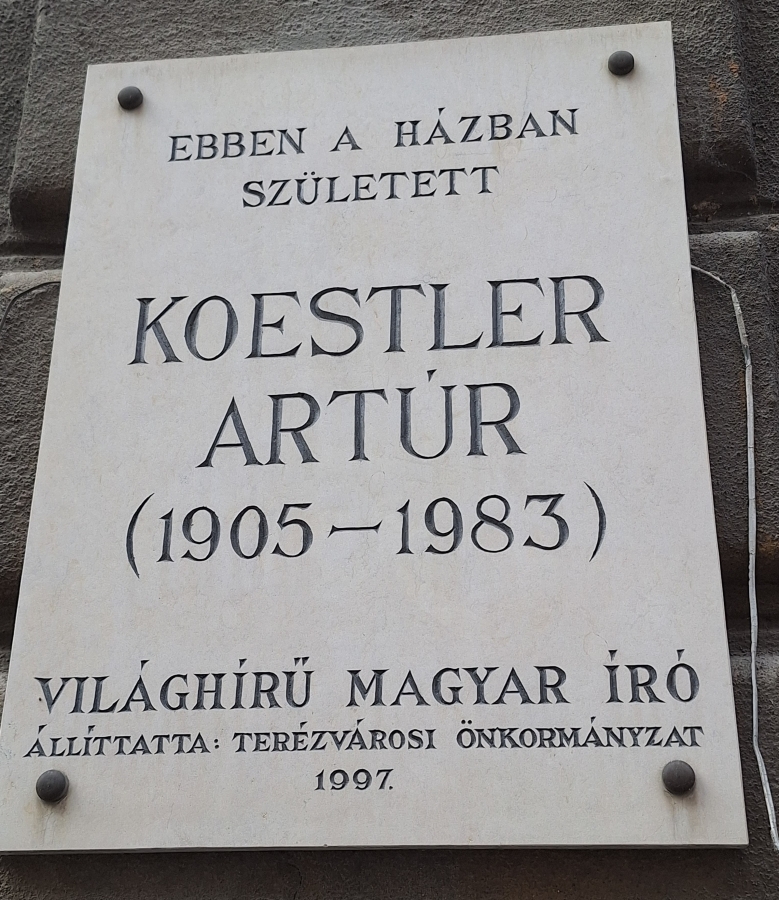 EBBEN A HÁZBAN
SZÜLETETT
KOESTLER
ARTÚR
(1905–1983)
VILÁGHÍRŰ MAGYAR ÍRÓ
ÁLLÍTTATTA: TERÉZVÁROSI ÖNKORMÁNYZAT
1997.